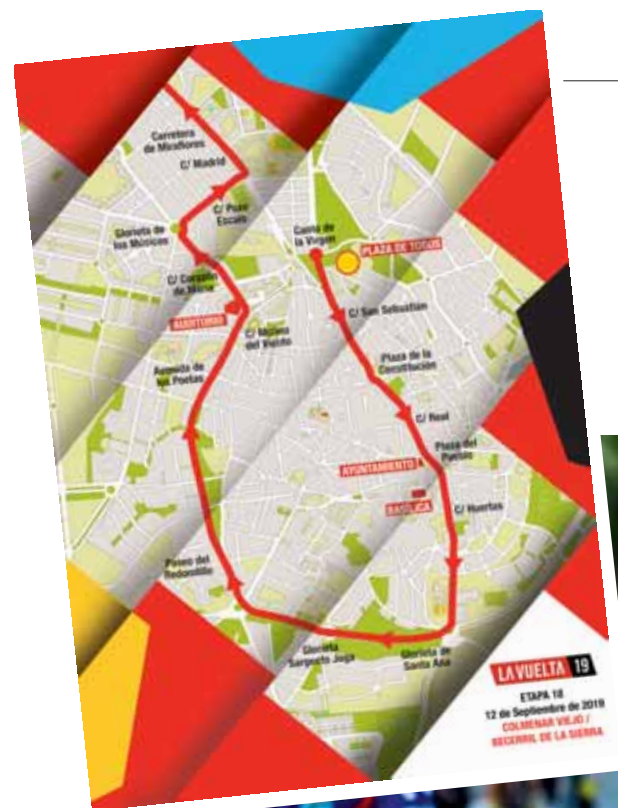 Carretera
de Miraflores
C/ Madrid
C/ Pozo
Escalo
Glorieta de
los Músicos
Canto de
la Virgen
PLAZA DE TOROS
C/ Corazón
de María
AUDITORIO
C/ Molino
del Viento
C/ San Sebastián
Avenida de
los Poetas
Plaza de la
Constitución
C/ Real
Plaza del
Pueblo
AYUNTAMIENTO
BASÍLICA
C/ Huertas
Paseo del
Redondillo
Glorieta
Sargento Joga
Glorieta de
Santa Ana
LA VUELTA 19
ETAPA 18
12 de Septiembre de 2019
COLMENAR VIEJO /
BECERRIL DE LA SIERRA